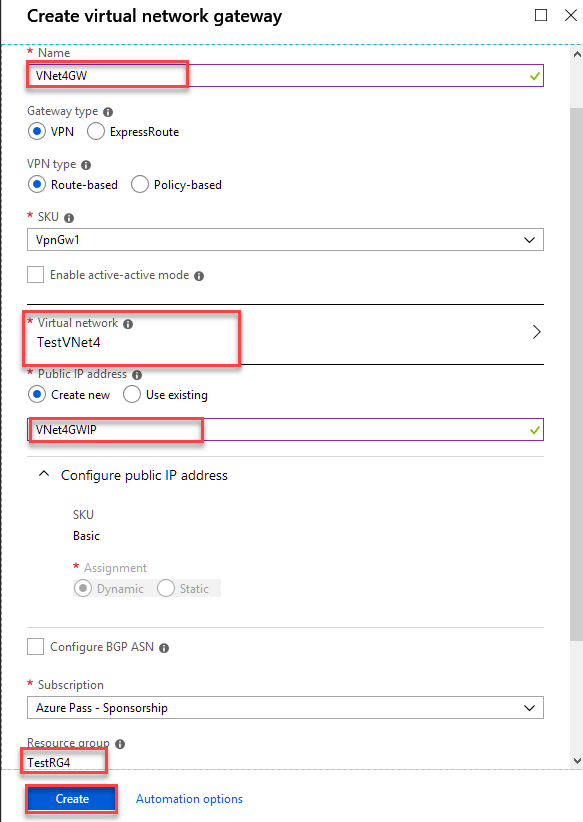 Create virtual network gateway
* Name
VNet4GW
Gateway type
VPN ExpressRoute
VPN type
Route-based Policy-based
* SKU
VpnGw1
Enable active-active mode
* Virtual network
TestVNet4
* Public IP address
Create new Use existing
VNet4GWIP
Configure public IP address
SKU
Basic
* Assignment
Dynamic Static
Configure BGP ASN
* Subscription
Azure Pass - Sponsorship
Resource group
TestRG4
Create Automation options